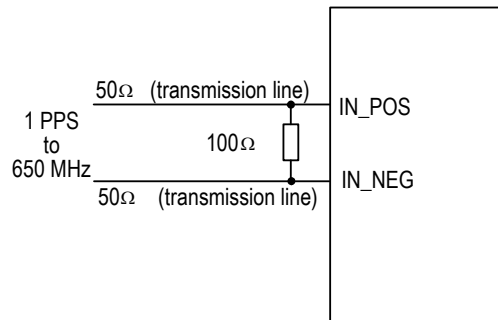 50Ω (transmission line)
IN_POS
1 PPS
to
650 MHz
100Ω
IN_NEG
50Ω (transmission line)